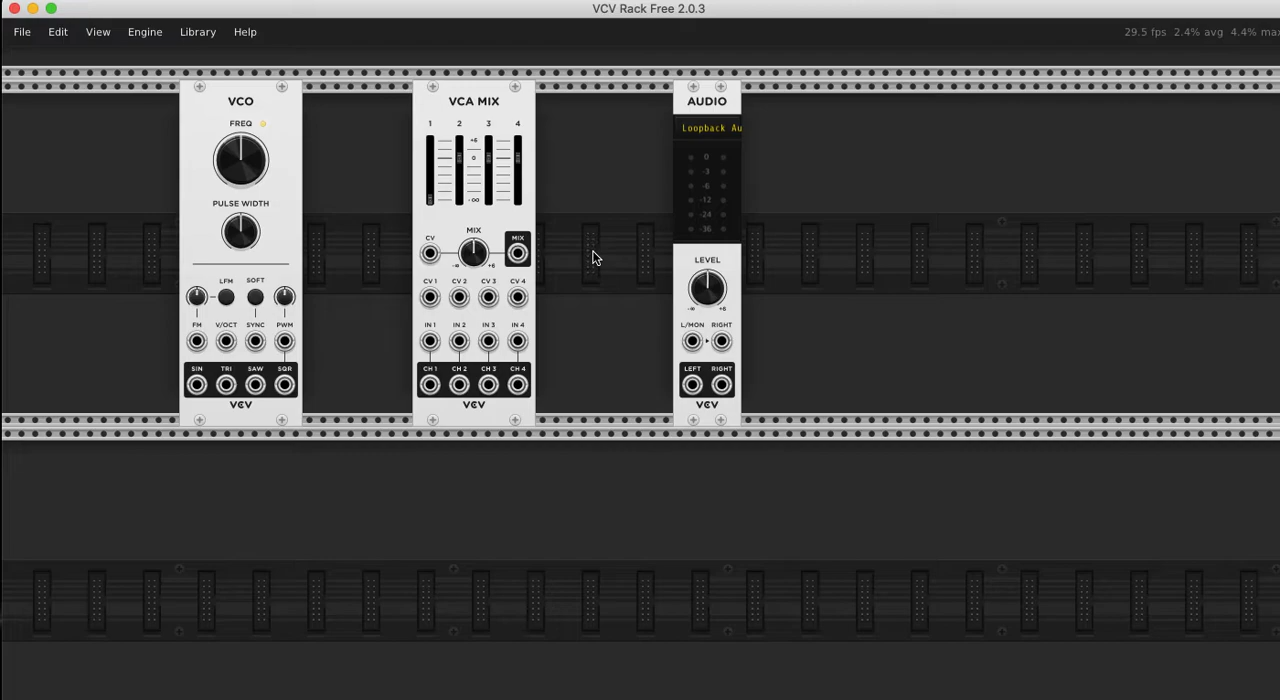 VCV Rack Free 2.0.3
File Edit View Engine Library Help
29.5 fps 2.4% avg 4.4% max
VCO
FREQ
PULSE WIDTH
LFM SOFT
FM V/OCT SYNC PWM
SIN TRI SAW SQR
VCV
VCA MIX
1 2 3 4
+6
0
-∞
MIX
CV MIX
-∞ +6
CV 1 CV 2 CV 3 CV 4
IN 1 IN 2 IN 3 IN 4
CH 1 CH 2 CH 3 CH 4
VCV
AUDIO
Loopback Au
0
-3
-6
-12
-24
-36
LEVEL
-∞ +6
L/MON RIGHT
LEFT RIGHT
VCV